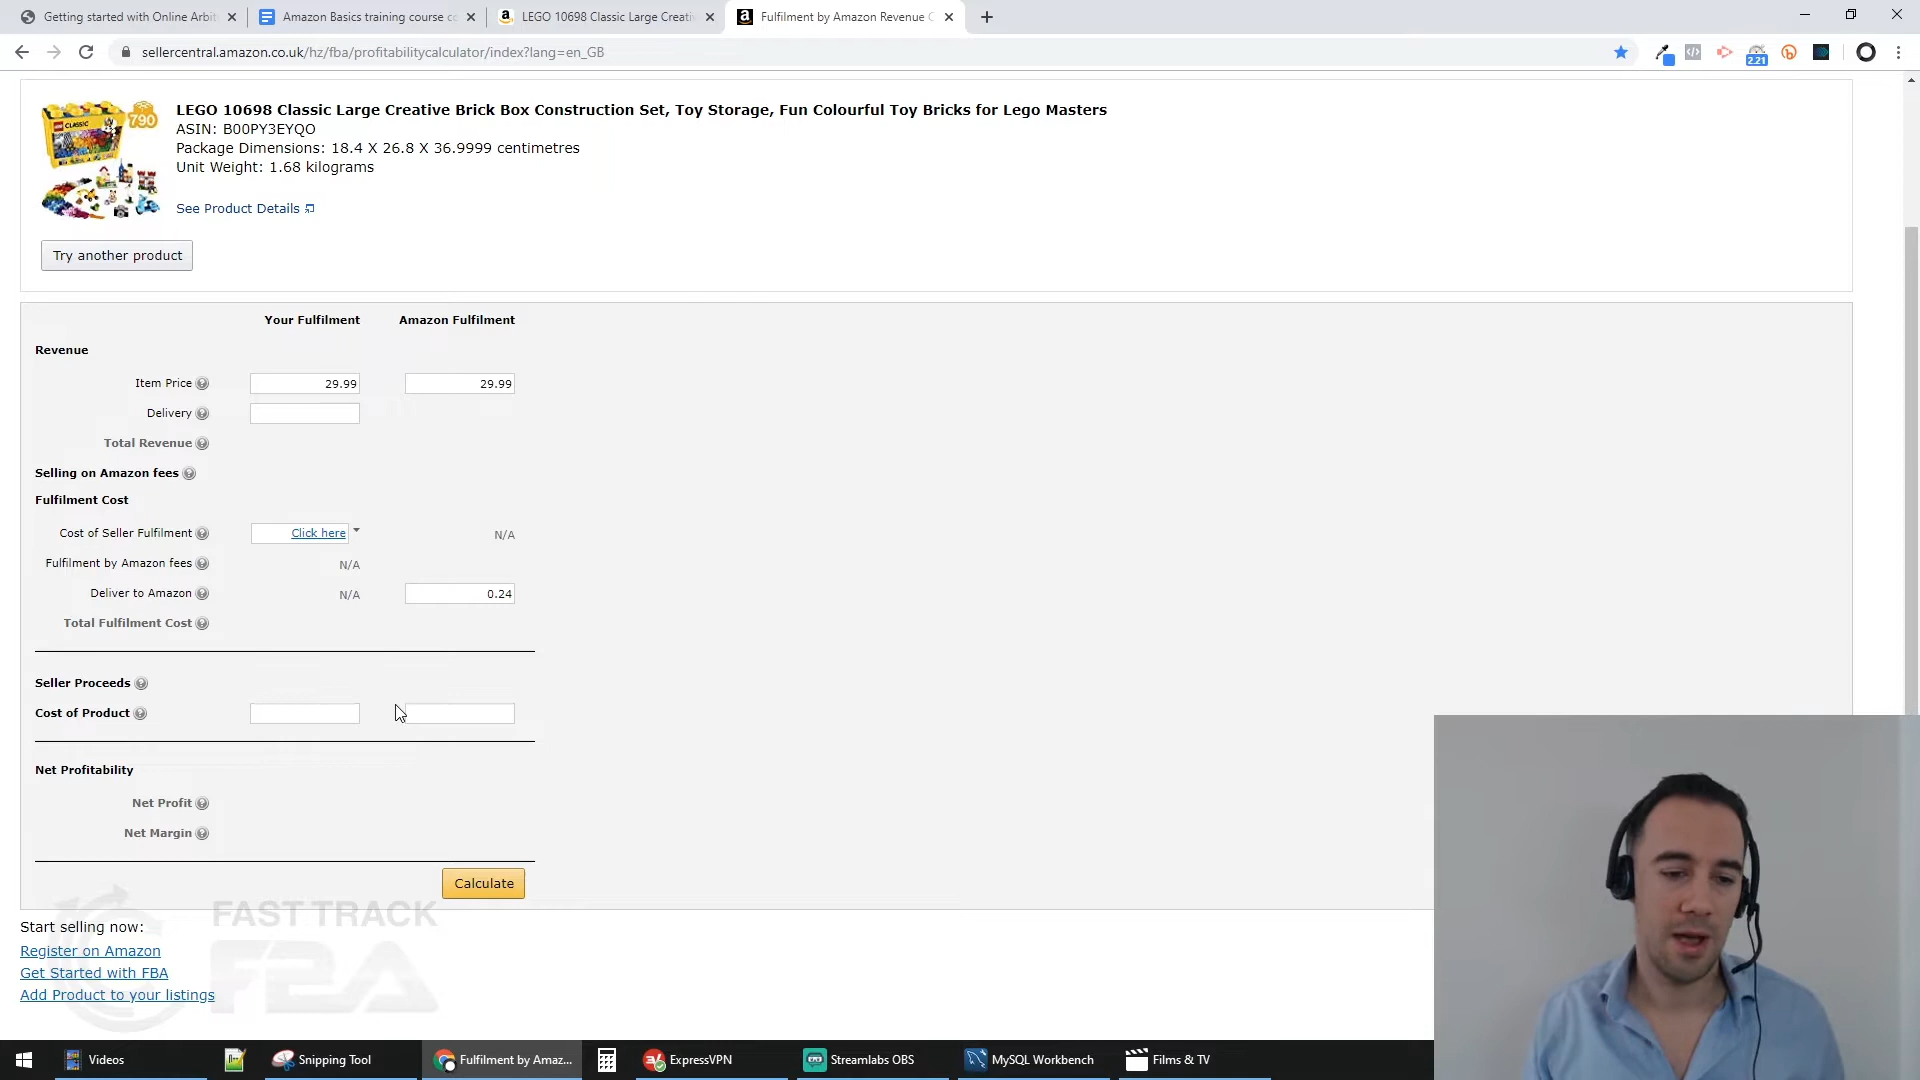 Getting started with Online Arbit
Amazon Basics training course co
LEGO 10698 Classic Large Creativ
Fulfilment by Amazon Revenue C
sellercentral.amazon.co.uk/hz/fba/profitabilitycalculator/index?lang=en_GB
2.21
CLASSIC
790
LEGO 10698 Classic Large Creative Brick Box Construction Set, Toy Storage, Fun Colourful Toy Bricks for Lego Masters
ASIN: B00PY3EYQO
Package Dimensions: 18.4 X 26.8 X 36.9999 centimetres
Unit Weight: 1.68 kilograms
See Product Details
Try another product
Your Fulfilment Amazon Fulfilment
Revenue
Item Price 29.99 29.99
Delivery
Total Revenue
Selling on Amazon fees
Fulfilment Cost
Cost of Seller Fulfilment Click here N/A
Fulfilment by Amazon fees N/A
Deliver to Amazon N/A 0.24
Total Fulfilment Cost
Seller Proceeds
Cost of Product
Net Profitability
Net Profit
Net Margin
Calculate
FAST TRACK
FBA
Start selling now:
Register on Amazon
Get Started with FBA
Add Product to your listings
Videos
Snipping Tool
Fulfilment by Amaz...
ExpressVPN
Streamlabs OBS
MySQL Workbench
Films & TV